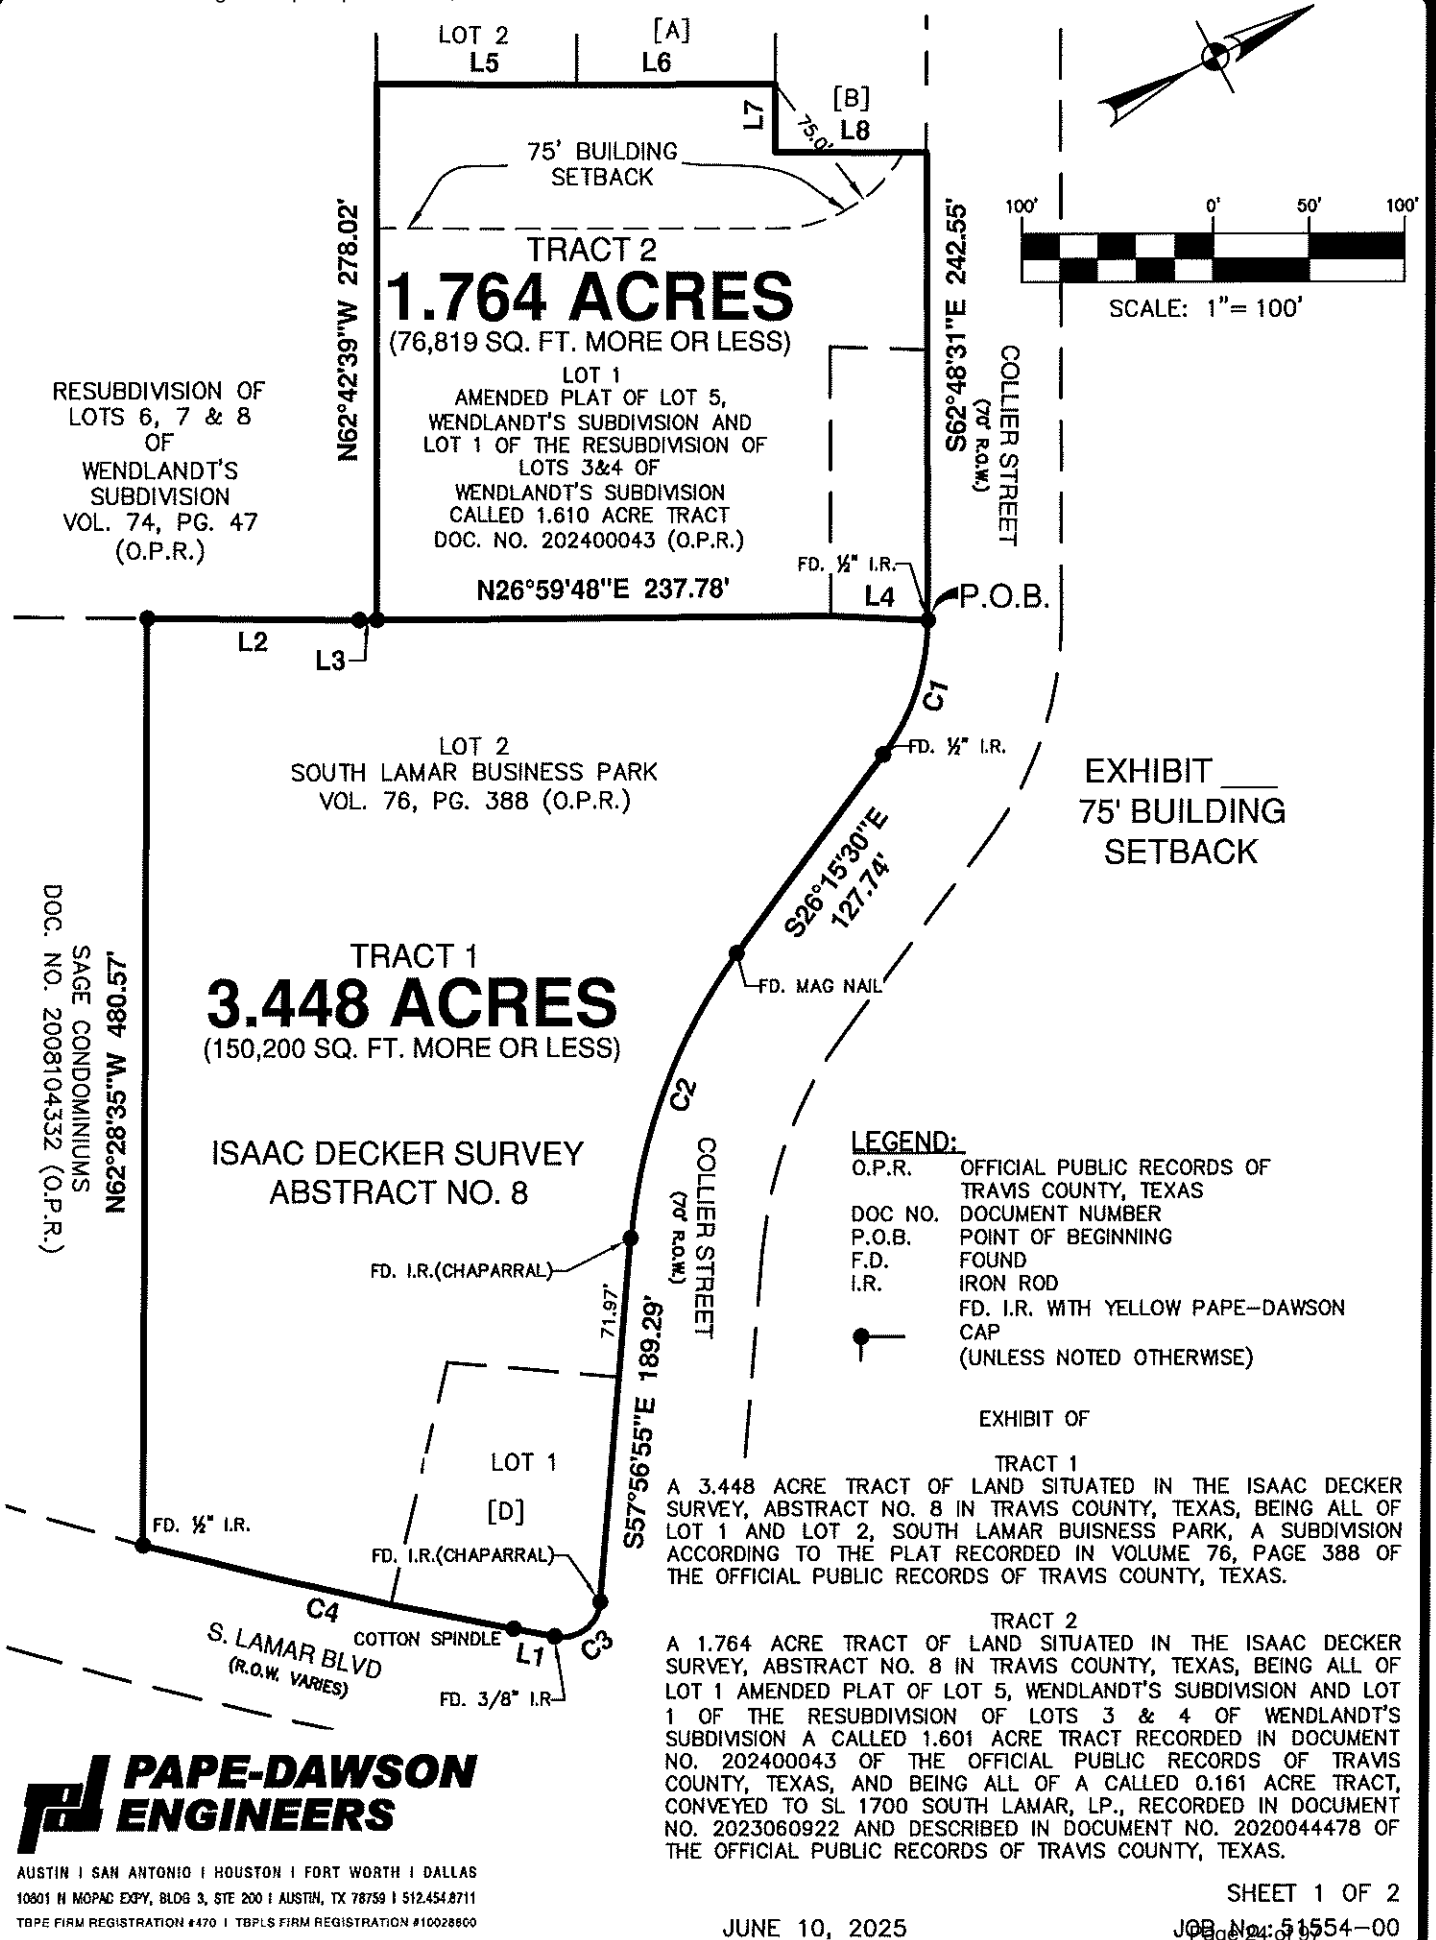 LOT 2
L5
[A]
L6
L7
75.0'
[B]
L8
75' BUILDING
SETBACK
100' 0' 50' 100'
SCALE: 1"= 100'
N62°42'39"W 278.02'
S62°48'31"E 242.55'
COLLIER STREET
(70' R.O.W.)
TRACT 2
1.764 ACRES
(76,819 SQ. FT. MORE OR LESS)
LOT 1
AMENDED PLAT OF LOT 5,
WENDLANDT'S SUBDIVISION AND
LOT 1 OF THE RESUBDIVISION OF
LOTS 3&4 OF
WENDLANDT'S SUBDIVISION
CALLED 1.610 ACRE TRACT
DOC. NO. 202400043 (O.P.R.)
RESUBDIVISION OF
LOTS 6, 7 & 8
OF
WENDLANDT'S
SUBDIVISION
VOL. 74, PG. 47
(O.P.R.)
FD. ½" I.R.
N26°59'48"E 237.78'
L4
P.O.B.
L2
L3
C1
FD. ½" I.R.
LOT 2
SOUTH LAMAR BUSINESS PARK
VOL. 76, PG. 388 (O.P.R.)
EXHIBIT ___
75' BUILDING
SETBACK
S26°15'30"E
127.74'
FD. MAG NAIL
SAGE CONDOMINIUMS
DOC. NO. 2008104332 (O.P.R.)
N62°28'35"W 480.57'
TRACT 1
3.448 ACRES
(150,200 SQ. FT. MORE OR LESS)
C2
ISAAC DECKER SURVEY
ABSTRACT NO. 8
COLLIER STREET
(70' R.O.W.)
FD. I.R.(CHAPARRAL)
71.97'
S57°56'55"E 189.29'
LEGEND:
O.P.R. OFFICIAL PUBLIC RECORDS OF
TRAVIS COUNTY, TEXAS
DOC NO. DOCUMENT NUMBER
P.O.B. POINT OF BEGINNING
F.D. FOUND
I.R. IRON ROD
FD. I.R. WITH YELLOW PAPE-DAWSON
CAP
(UNLESS NOTED OTHERWISE)
LOT 1
[D]
FD. ½" I.R.
FD. I.R.(CHAPARRAL)
C4
S. LAMAR BLVD
(R.O.W. VARIES)
COTTON SPINDLE
L1
C3
FD. 3/8" I.R
EXHIBIT OF
TRACT 1
A 3.448 ACRE TRACT OF LAND SITUATED IN THE ISAAC DECKER
SURVEY, ABSTRACT NO. 8 IN TRAVIS COUNTY, TEXAS, BEING ALL OF
LOT 1 AND LOT 2, SOUTH LAMAR BUISNESS PARK, A SUBDIVISION
ACCORDING TO THE PLAT RECORDED IN VOLUME 76, PAGE 388 OF
THE OFFICIAL PUBLIC RECORDS OF TRAVIS COUNTY, TEXAS.
TRACT 2
A 1.764 ACRE TRACT OF LAND SITUATED IN THE ISAAC DECKER
SURVEY, ABSTRACT NO. 8 IN TRAVIS COUNTY, TEXAS, BEING ALL OF
LOT 1 AMENDED PLAT OF LOT 5, WENDLANDT'S SUBDIVISION AND LOT
1 OF THE RESUBDIVISION OF LOTS 3 & 4 OF WENDLANDT'S
SUBDIVISION A CALLED 1.601 ACRE TRACT RECORDED IN DOCUMENT
NO. 202400043 OF THE OFFICIAL PUBLIC RECORDS OF TRAVIS
COUNTY, TEXAS, AND BEING ALL OF A CALLED 0.161 ACRE TRACT,
CONVEYED TO SL 1700 SOUTH LAMAR, LP., RECORDED IN DOCUMENT
NO. 2023060922 AND DESCRIBED IN DOCUMENT NO. 2020044478 OF
THE OFFICIAL PUBLIC RECORDS OF TRAVIS COUNTY, TEXAS.
PAPE-DAWSON
ENGINEERS
AUSTIN I SAN ANTONIO I HOUSTON I FORT WORTH I DALLAS
10801 N MOPAC EXPY, BLDG 3, STE 200 I AUSTIN, TX 78759 I 512.454.8711
TBPE FIRM REGISTRATION #470 I TBPLS FIRM REGISTRATION #10028600
SHEET 1 OF 2
JUNE 10, 2025
JOB No.: 51554-00
Page 24 of 97